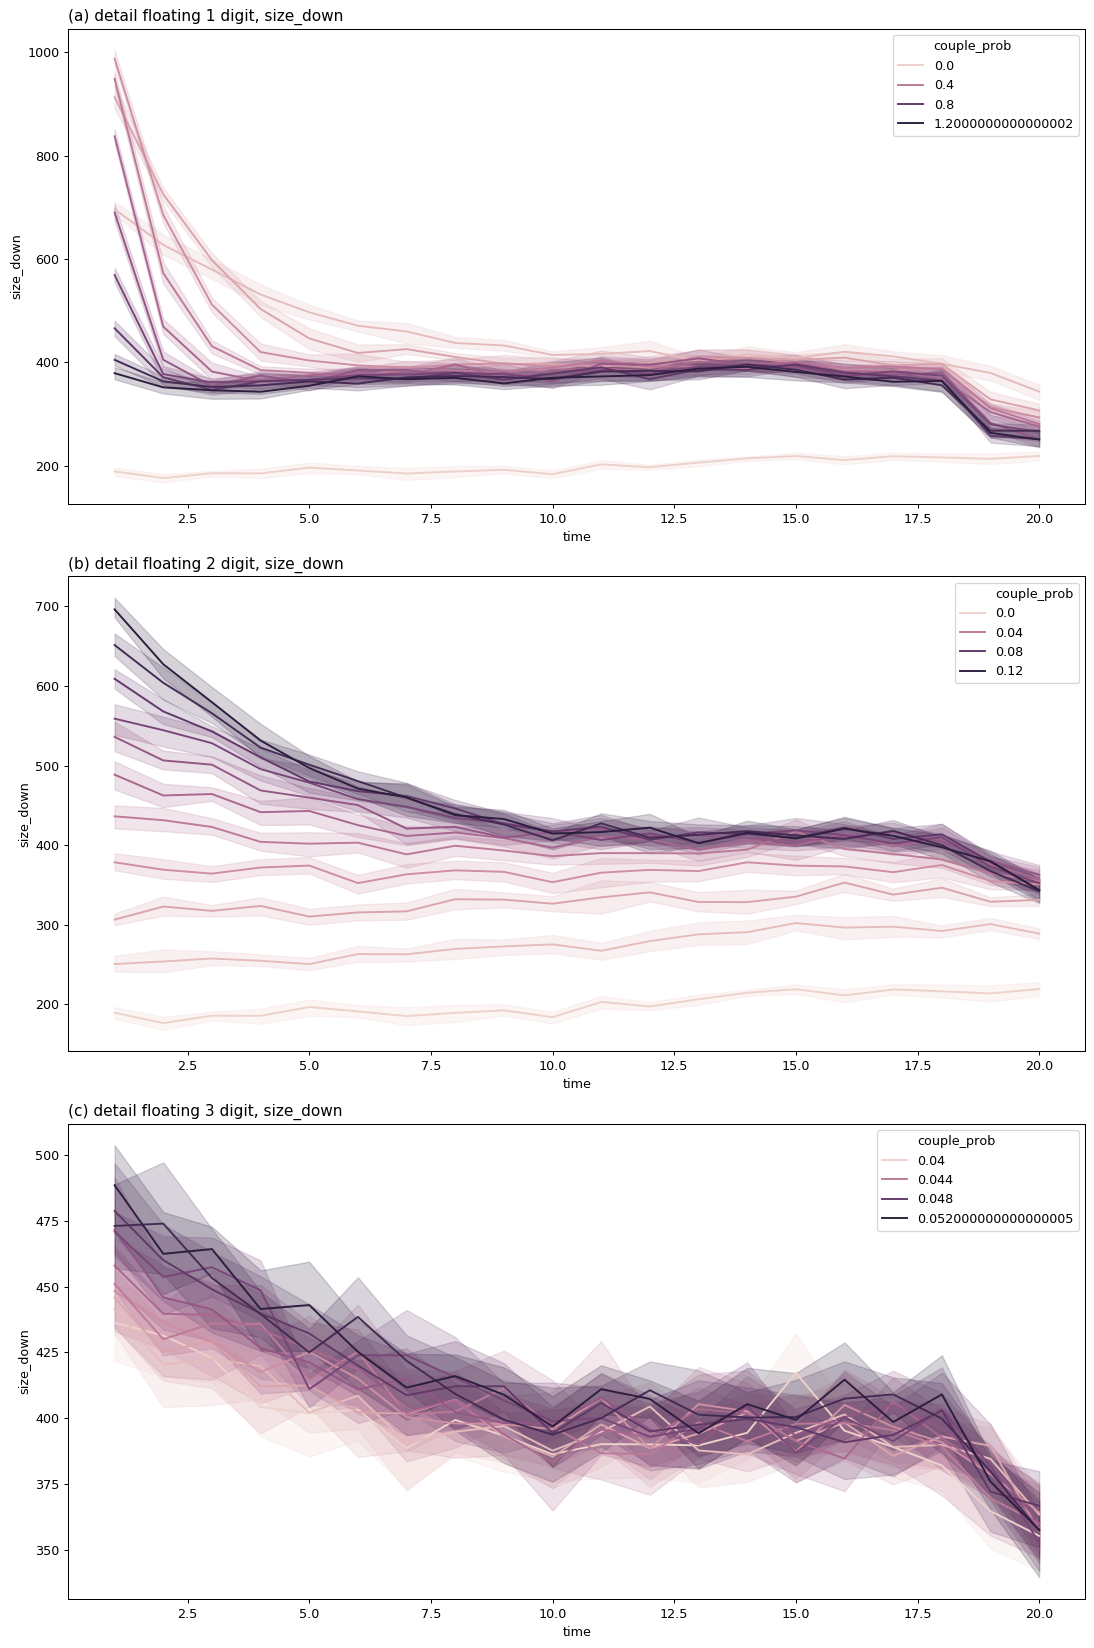 (a) detail floating 1 digit, size_down
couple_prob
0.0
0.4
0.8
1.2000000000000002
1000
800
600
400
200
size_down
2.5 5.0 7.5 10.0 12.5 15.0 17.5 20.0
time
(b) detail floating 2 digit, size_down
couple_prob
0.0
0.04
0.08
0.12
700
600
500
400
300
200
size_down
2.5 5.0 7.5 10.0 12.5 15.0 17.5 20.0
time
(c) detail floating 3 digit, size_down
couple_prob
0.04
0.044
0.048
0.052000000000000005
500
475
450
425
400
375
350
size_down
2.5 5.0 7.5 10.0 12.5 15.0 17.5 20.0
time